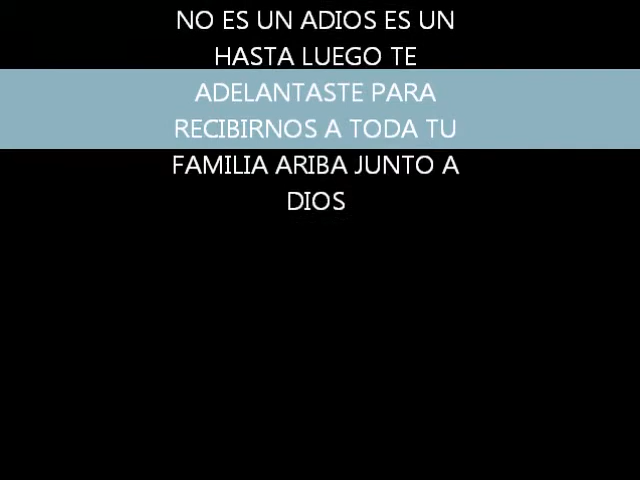 NO ES UN ADIOS ES UN
HASTA LUEGO TE
ADELANTASTE PARA
RECIBIRNOS A TODA TU
FAMILIA ARIBA JUNTO A
DIOS